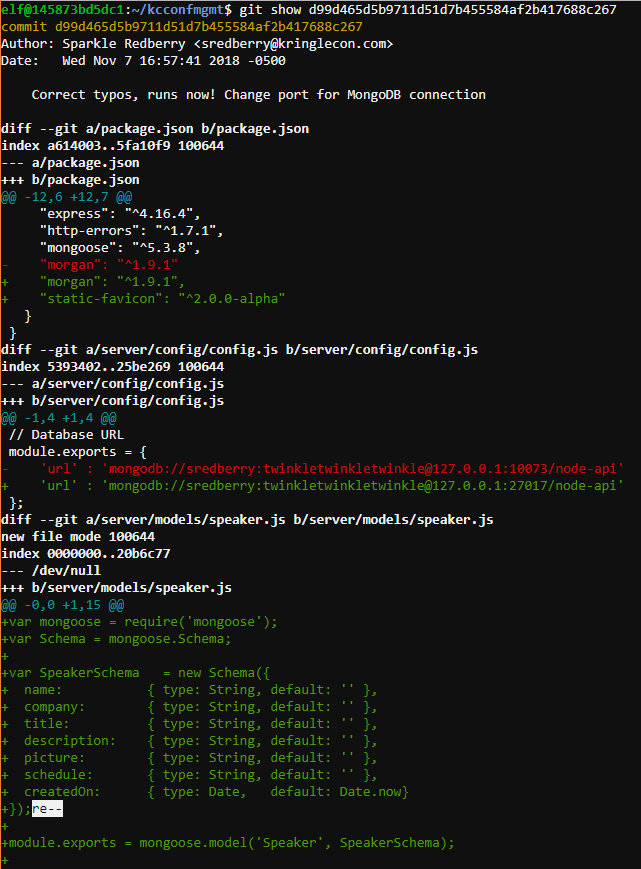 elf@145873bd5dc1:~/kcconfmgmt$ git show d99d465d5b9711d51d7b455584af2b417688c267
commit d99d465d5b9711d51d7b455584af2b417688c267
Author: Sparkle Redberry <sredberry@kringlecon.com>
Date:   Wed Nov 7 16:57:41 2018 -0500

    Correct typos, runs now! Change port for MongoDB connection

diff --git a/package.json b/package.json
index a614003..5fa10f9 100644
--- a/package.json
+++ b/package.json
@@ -12,6 +12,7 @@
     "express": "^4.16.4",
     "http-errors": "^1.7.1",
     "mongoose": "^5.3.8",
-    "morgan": "^1.9.1"
+    "morgan": "^1.9.1",
+    "static-favicon": "^2.0.0-alpha"
   }
 }
diff --git a/server/config/config.js b/server/config/config.js
index 5393402..25be269 100644
--- a/server/config/config.js
+++ b/server/config/config.js
@@ -1,4 +1,4 @@
 // Database URL
 module.exports = {
-    'url' : 'mongodb://sredberry:twinkletwinkletwinkle@127.0.0.1:10073/node-api'
+    'url' : 'mongodb://sredberry:twinkletwinkletwinkle@127.0.0.1:27017/node-api'
 };
diff --git a/server/models/speaker.js b/server/models/speaker.js
new file mode 100644
index 0000000..20b6c77
--- /dev/null
+++ b/server/models/speaker.js
@@ -0,0 +1,15 @@
+var mongoose = require('mongoose');
+var Schema = mongoose.Schema;
+
+var SpeakerSchema   = new Schema({
+  name:           { type: String, default: '' },
+  company:        { type: String, default: '' },
+  title:          { type: String, default: '' },
+  description:    { type: String, default: '' },
+  picture:        { type: String, default: '' },
+  schedule:       { type: String, default: '' },
+  createdOn:      { type: Date,   default: Date.now}
+});re--
+
+module.exports = mongoose.model('Speaker', SpeakerSchema);
+